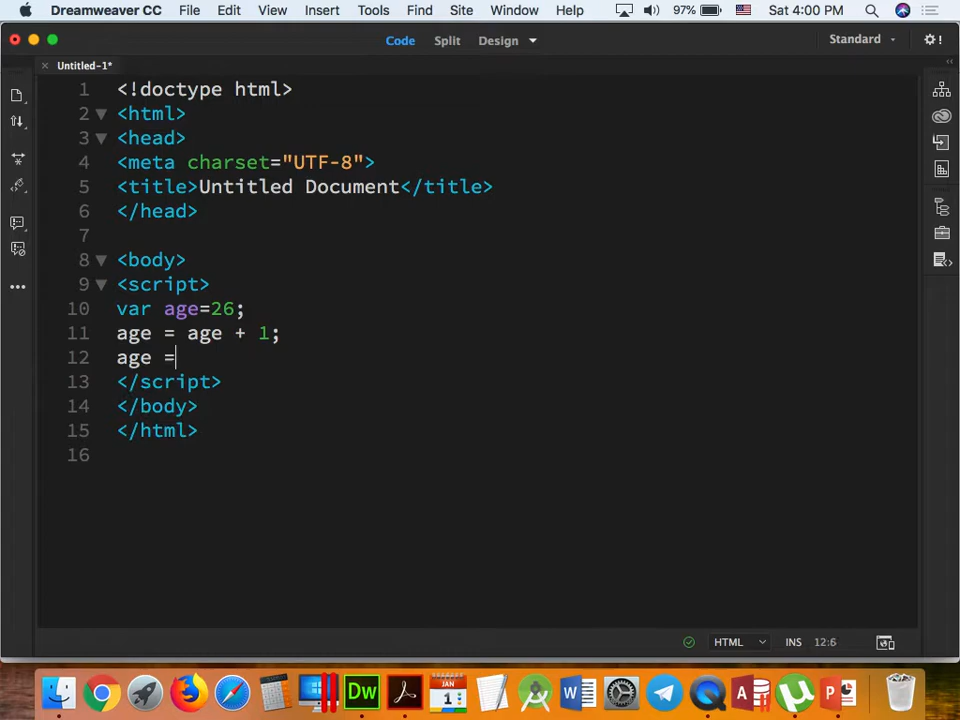 Dreamweaver CC File Edit View Insert Tools Find Site Window Help 97% Sat 4:00 PM
Code Split Design Standard
Untitled-1*
1 <!doctype html>
2 <html>
3 <head>
4 <meta charset="UTF-8">
5 <title>Untitled Document</title>
6 </head>
7
8 <body>
9 <script>
10 var age=26;
11 age = age + 1;
12 age =
13 </script>
14 </body>
15 </html>
16
HTML INS 12:6
Dw JAN 1 W A P